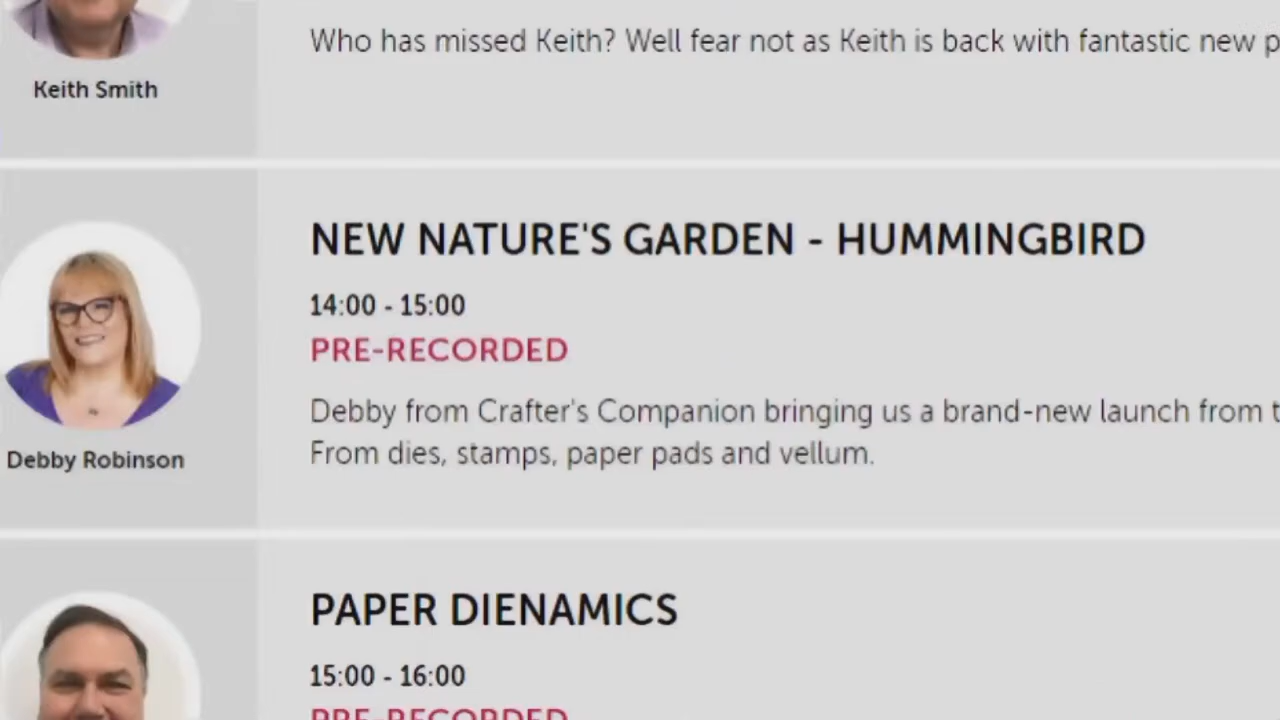 Who has missed Keith? Well fear not as Keith is back with fantastic new p
Keith Smith
NEW NATURE'S GARDEN - HUMMINGBIRD
14:00 - 15:00
PRE-RECORDED
Debby from Crafter's Companion bringing us a brand-new launch from t
From dies, stamps, paper pads and vellum.
Debby Robinson
PAPER DIENAMICS
15:00 - 16:00
PRE-RECORDED